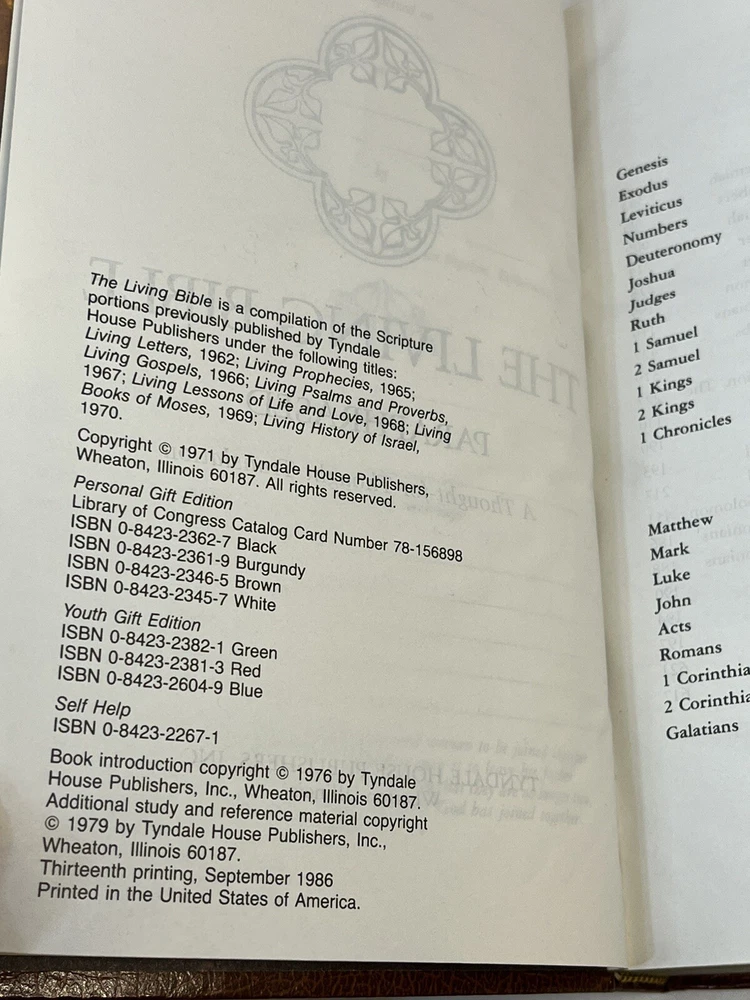 The Living Bible is a compilation of the Scripture
portions previously published by Tyndale
House Publishers under the following titles:
Living Letters, 1962; Living Prophecies, 1965;
Living Gospels, 1966; Living Psalms and Proverbs,
1967; Living Lessons of Life and Love, 1968; Living
Books of Moses, 1969; Living History of Israel,
1970.
Copyright © 1971 by Tyndale House Publishers,
Wheaton, Illinois 60187. All rights reserved.
Personal Gift Edition
Library of Congress Catalog Card Number 78-156898
ISBN 0-8423-2362-7 Black
ISBN 0-8423-2361-9 Burgundy
ISBN 0-8423-2346-5 Brown
ISBN 0-8423-2345-7 White
Youth Gift Edition
ISBN 0-8423-2382-1 Green
ISBN 0-8423-2381-3 Red
ISBN 0-8423-2604-9 Blue
Self Help
ISBN 0-8423-2267-1
Book introduction copyright © 1976 by Tyndale
House Publishers, Inc., Wheaton, Illinois 60187.
Additional study and reference material copyright
© 1979 by Tyndale House Publishers, Inc.,
Wheaton, Illinois 60187.
Thirteenth printing, September 1986
Printed in the United States of America.
Genesis
Exodus
Leviticus
Numbers
Deuteronomy
Joshua
Judges
Ruth
1 Samuel
2 Samuel
1 Kings
2 Kings
1 Chronicles
Matthew
Mark
Luke
John
Acts
Romans
1 Corinthia
2 Corinthia
Galatians